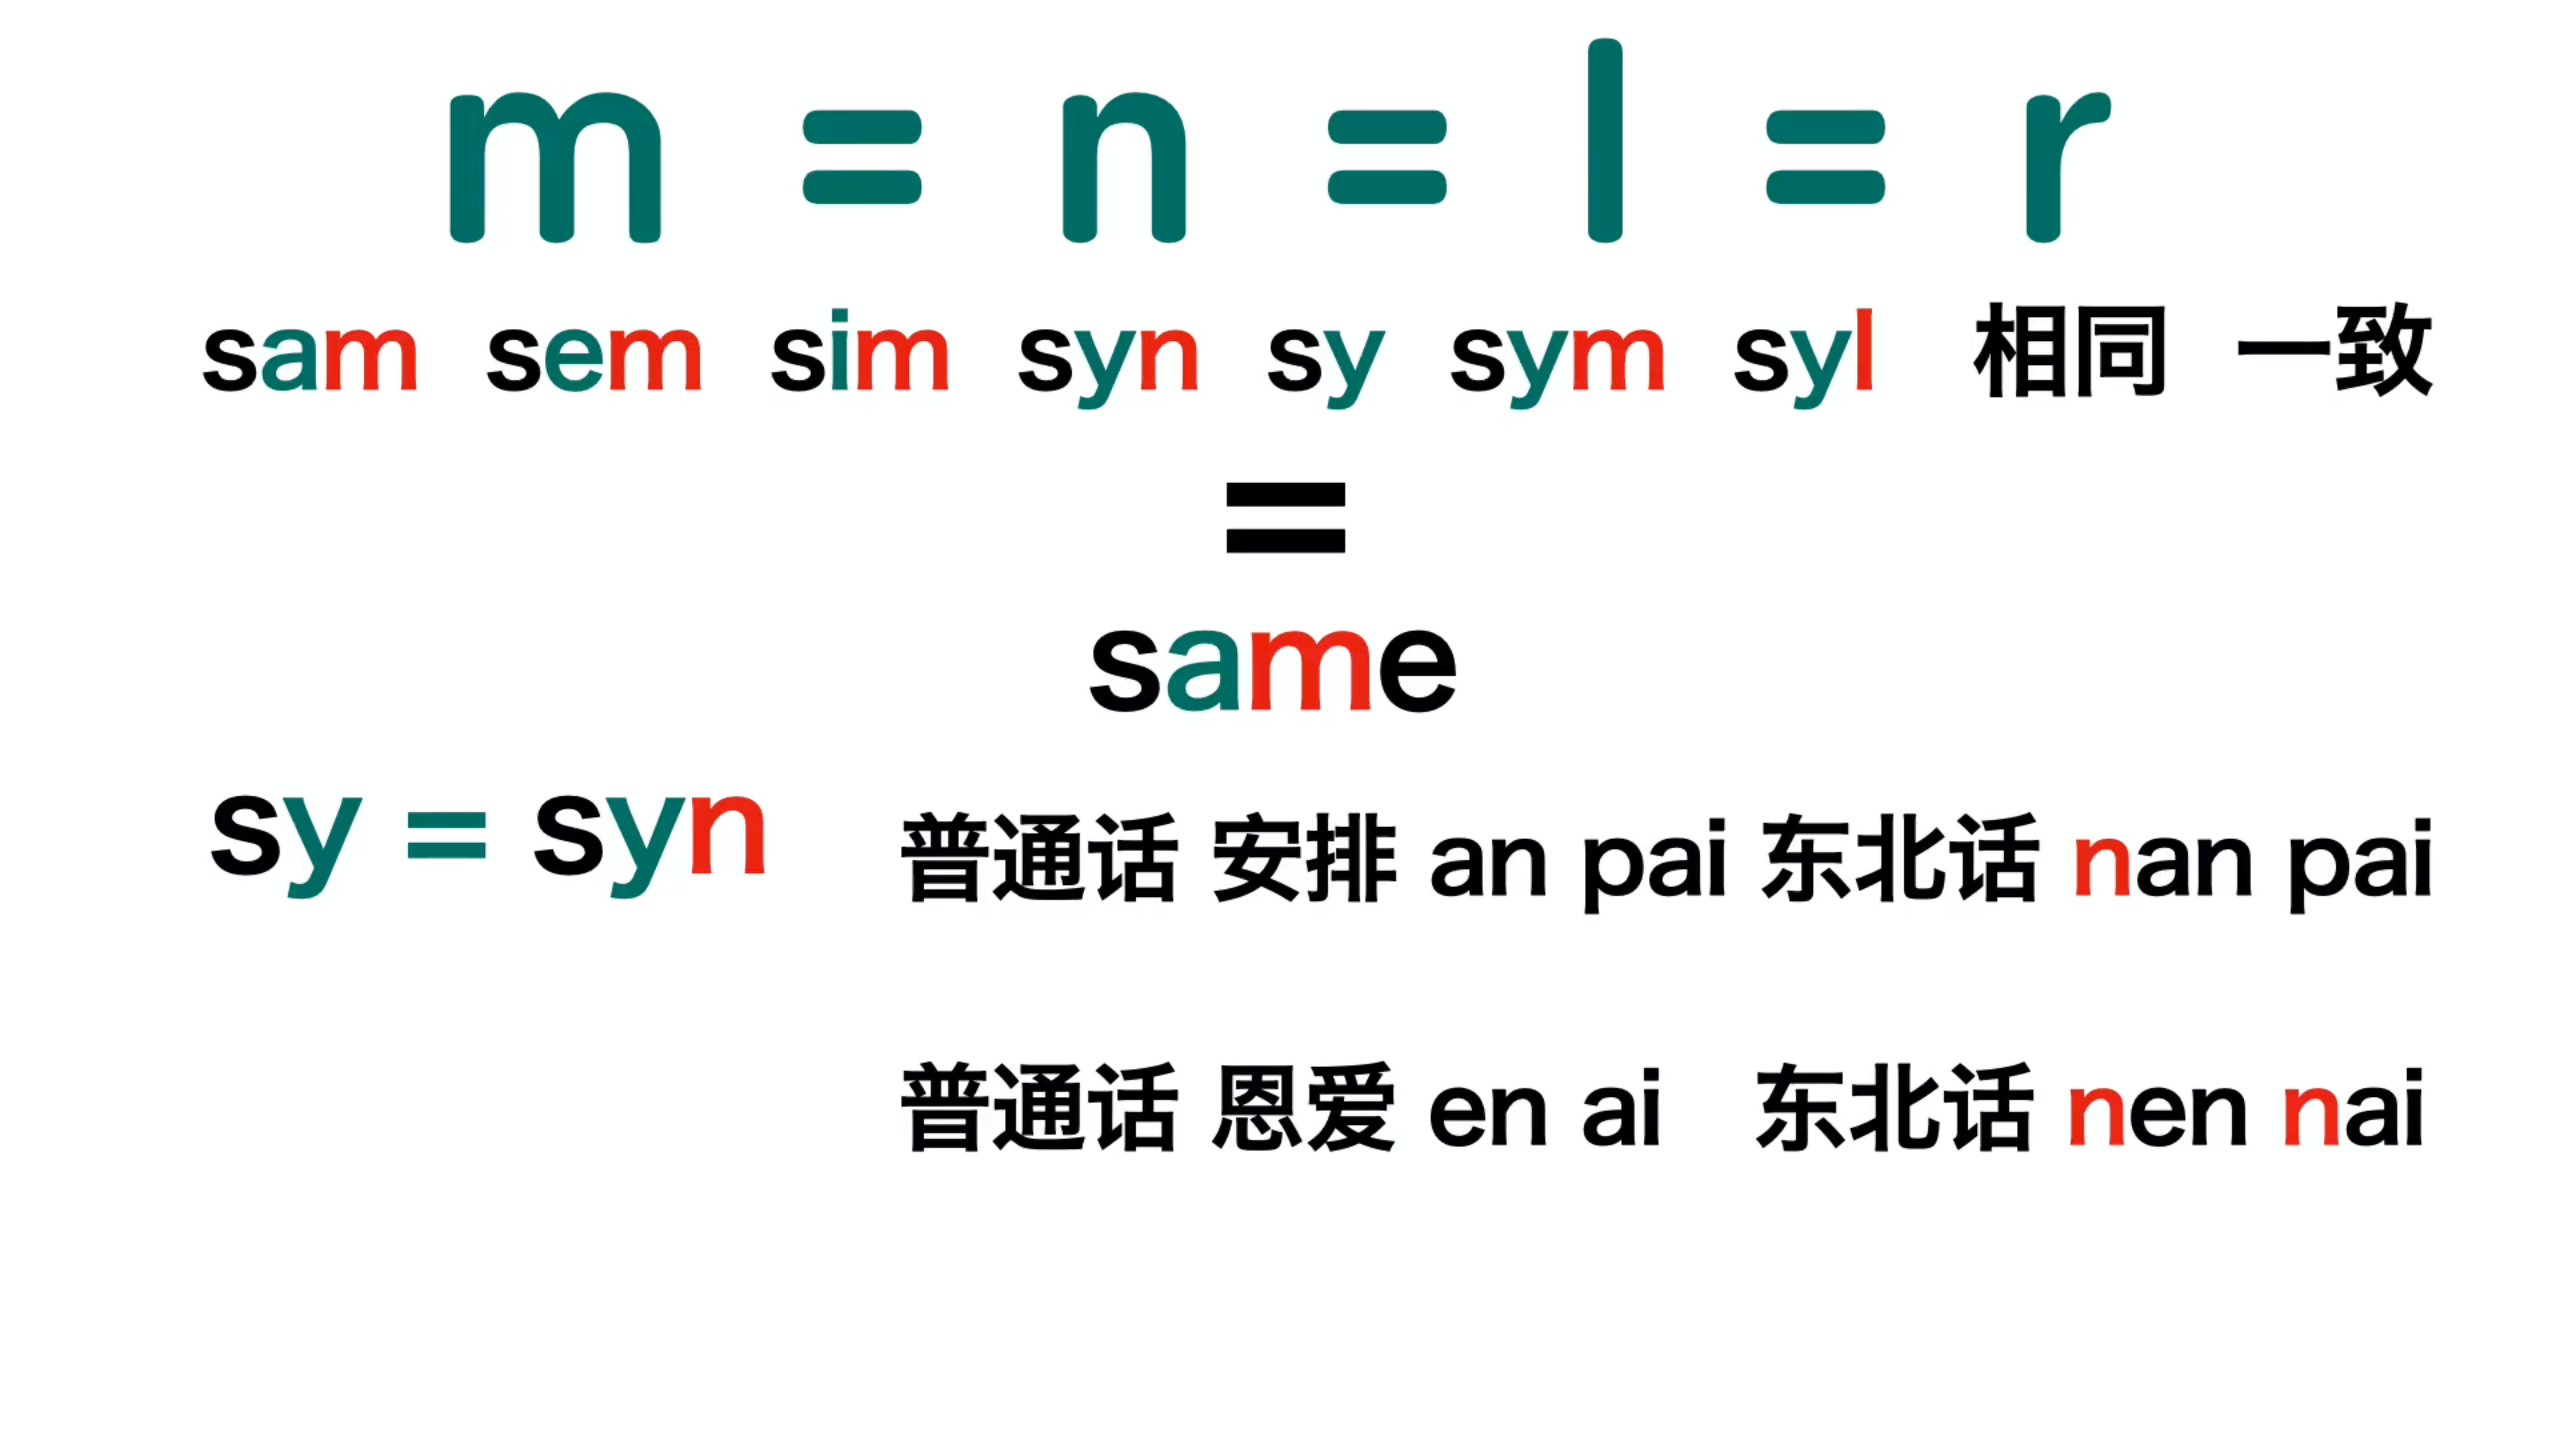 m = n = l = r
sam sem sim syn sy sym syl 相同 一致
=
same
sy = syn 普通话 安排 an pai 东北话 nan pai
普通话 恩爱 en ai 东北话 nen nai